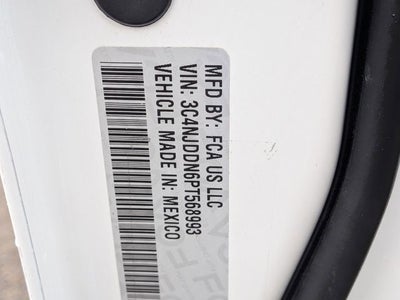 MFD BY: FCA US LLC
VIN: 3C4NJDDN6PT568993
VEHICLE MADE IN: MEXICO